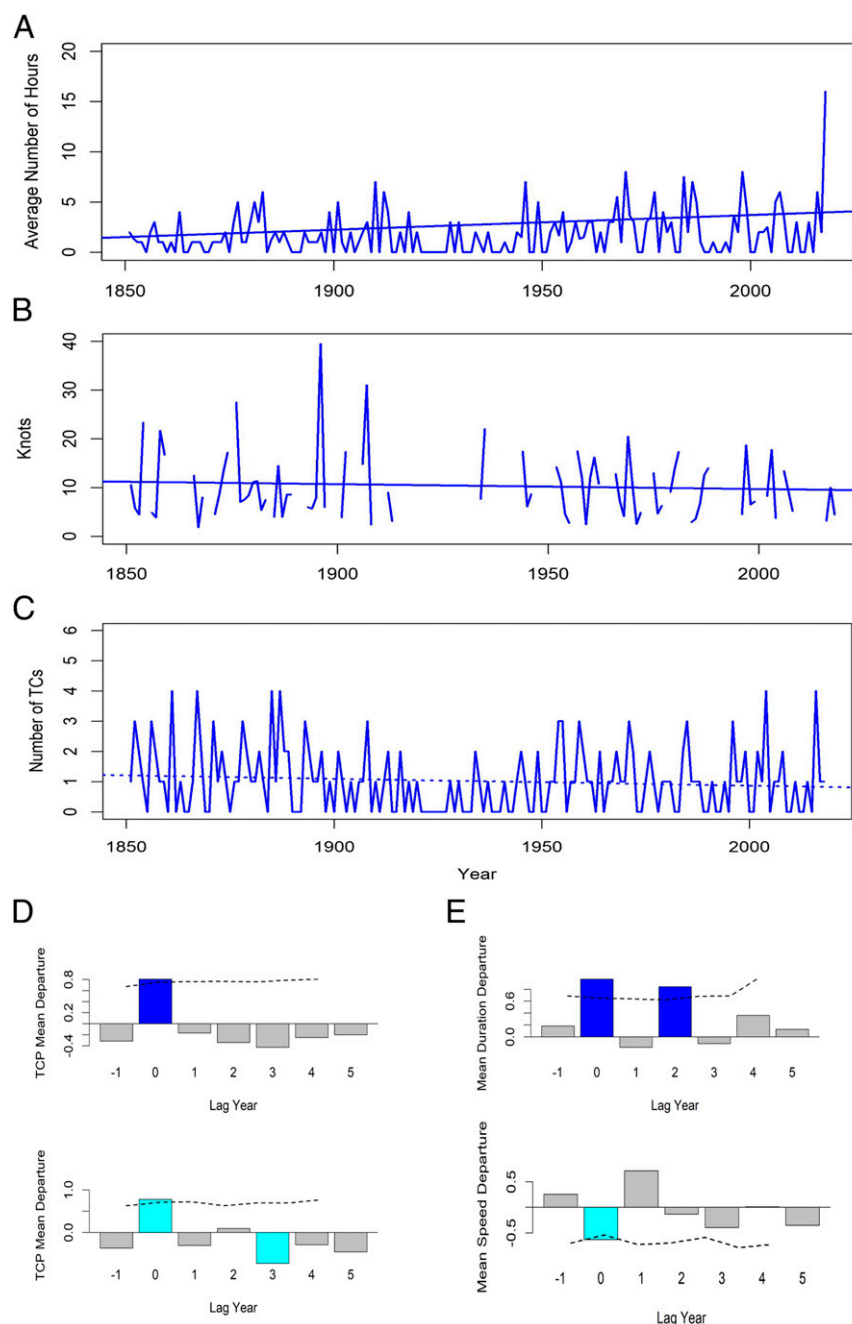 A
Average Number of Hours
20
15
10
5
0
1850 1900 1950 2000
B
Knots
40
30
20
10
0
1850 1900 1950 2000
C
Number of TCs
6
5
4
3
2
1
0
1850 1900 1950 2000
Year
D
TCP Mean Departure
0.8
0.2
-0.4
-1 0 1 2 3 4 5
Lag Year
TCP Mean Departure
1.0
0.0
-1 0 1 2 3 4 5
Lag Year
E
Mean Duration Departure
0.6
0.0
-1 0 1 2 3 4 5
Lag Year
Mean Speed Departure
0.5
-0.5
-1 0 1 2 3 4 5
Lag Year